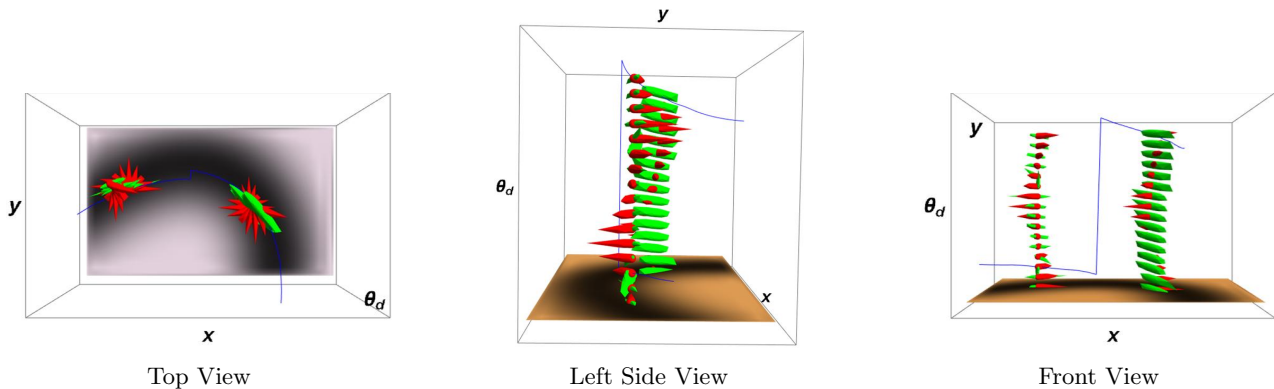 y
θd
x
Top View
y
θd
x
Left Side View
y
θd
x
Front View